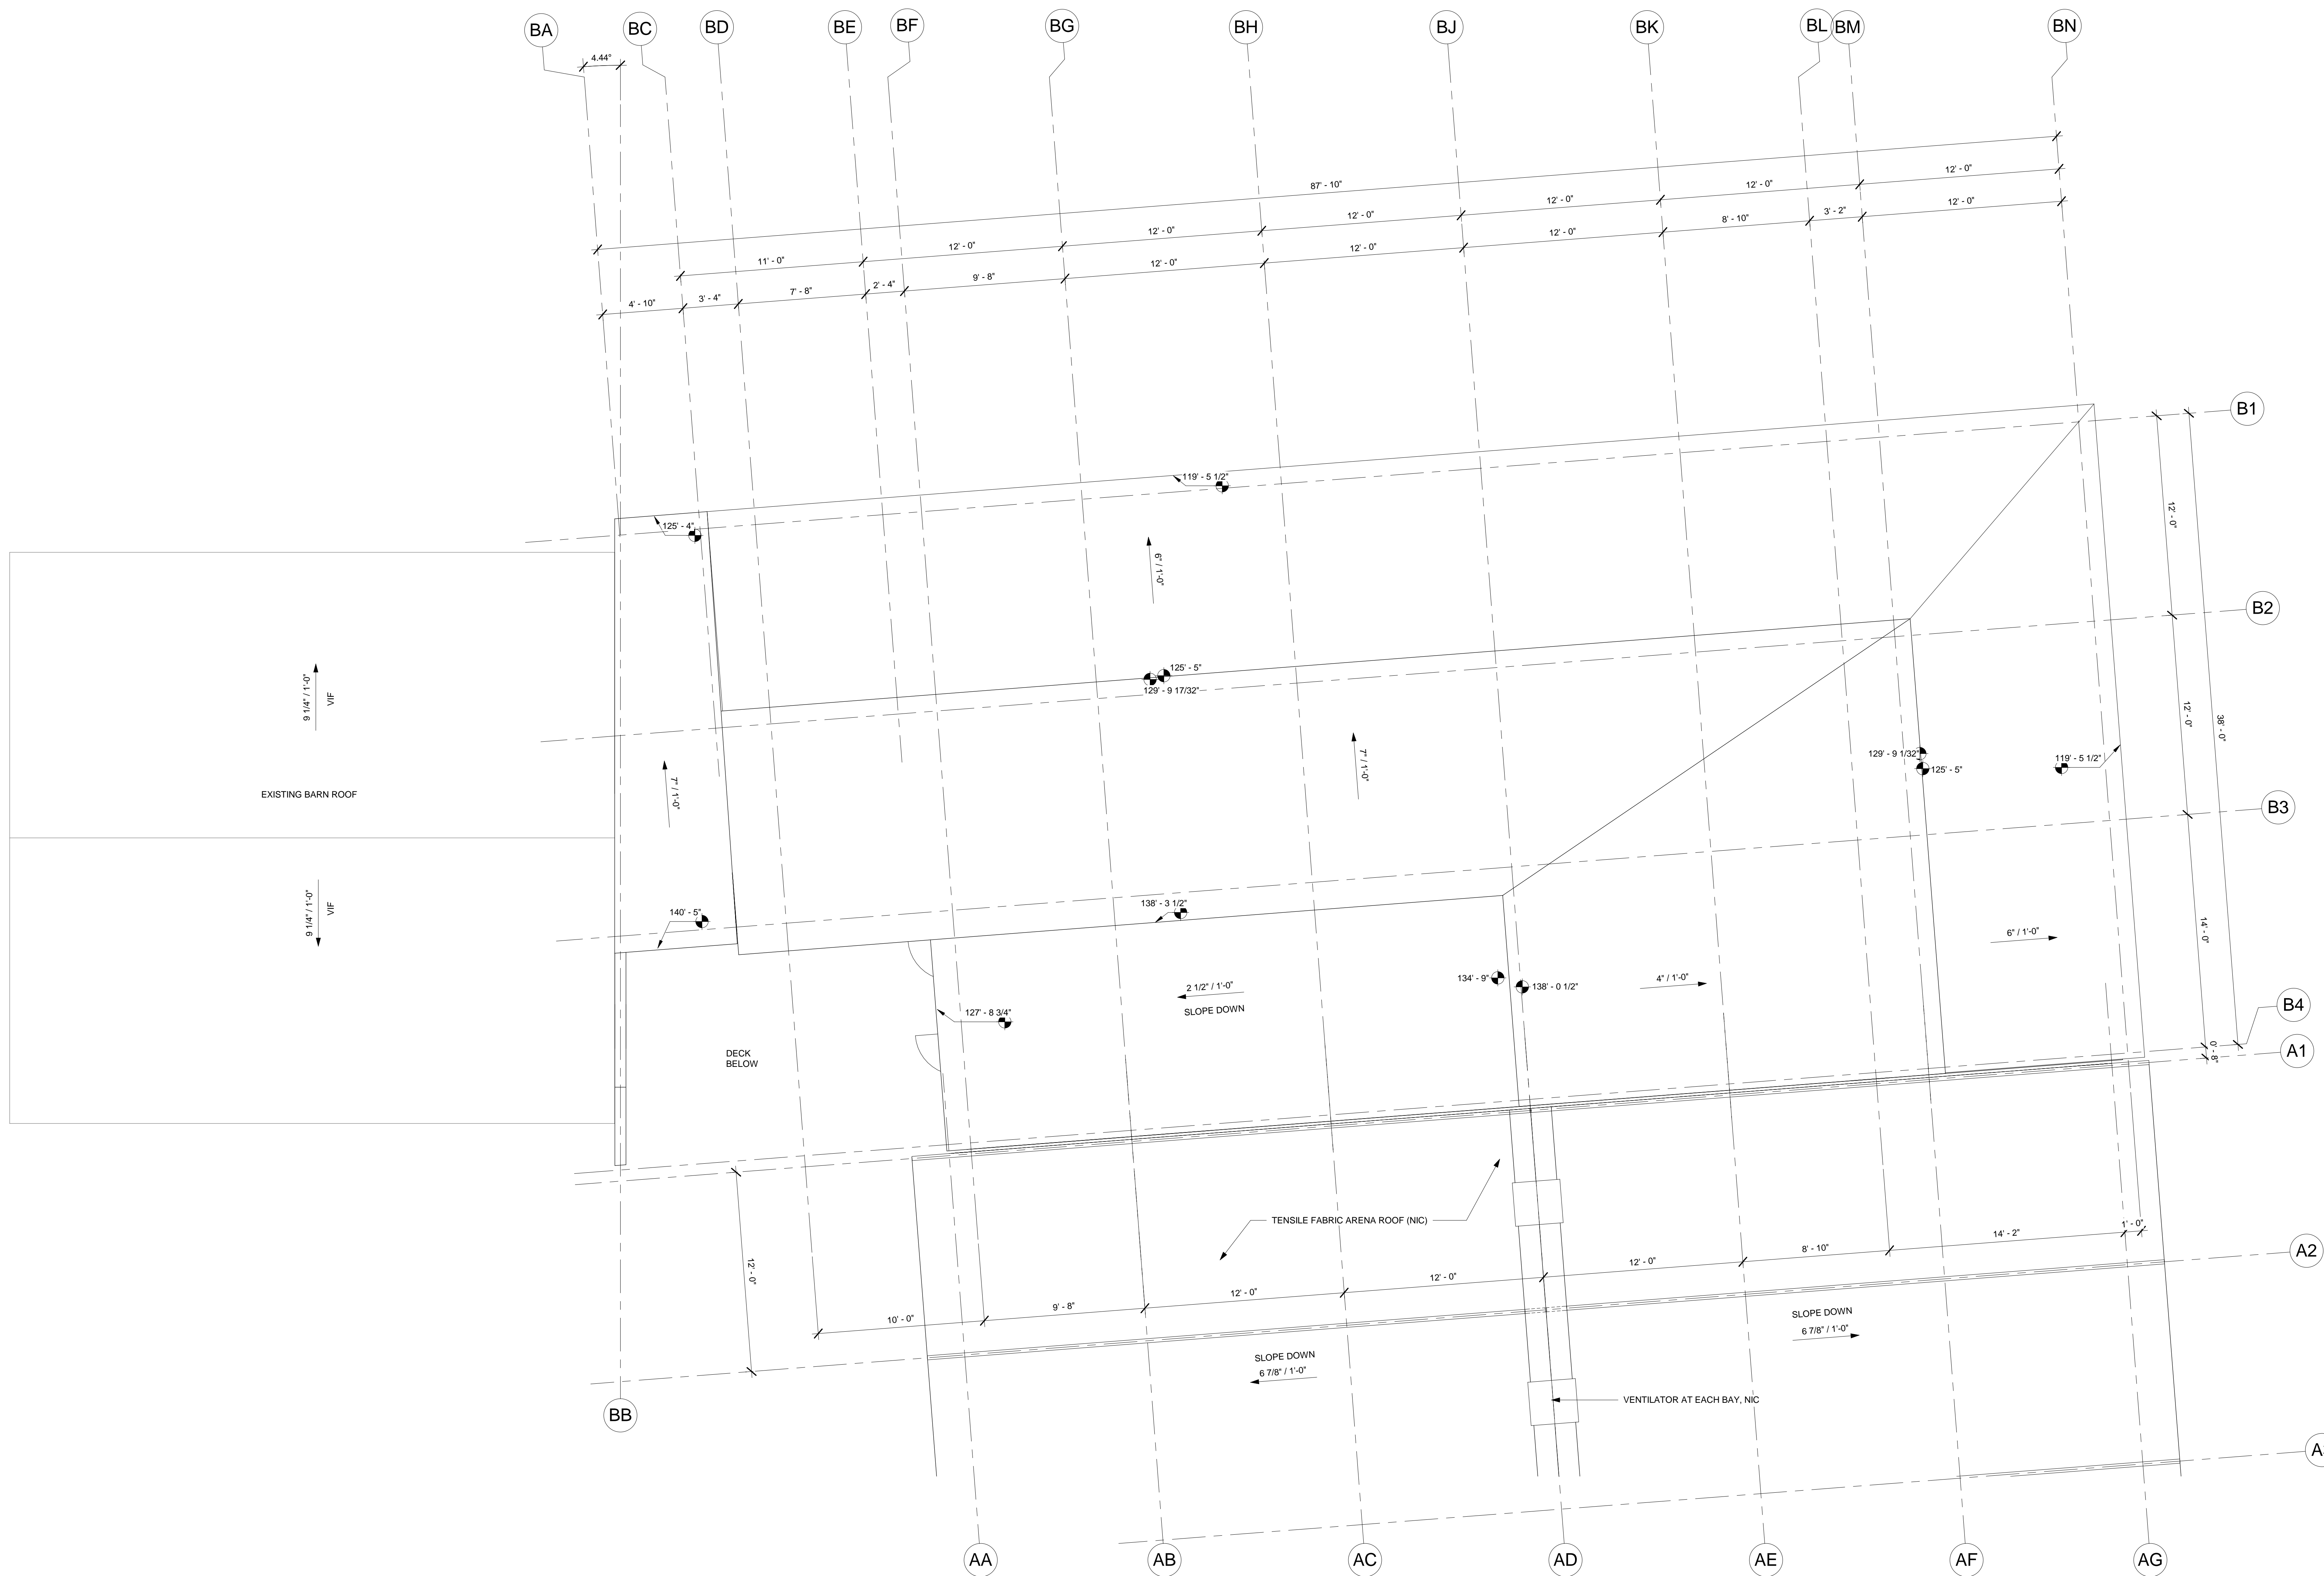 BA
BC
BD
BE
BF
BG
BH
BJ
BK
BL
BM
BN
4.44°
87' - 10"
12' - 0"
12' - 0"
12' - 0"
12' - 0"
12' - 0"
12' - 0"
11' - 0"
12' - 0"
3' - 2"
8' - 10"
12' - 0"
12' - 0"
12' - 0"
9' - 8"
2' - 4"
7' - 8"
3' - 4"
4' - 10"
B1
119' - 5 1/2"
125' - 4"
12' - 0"
6" / 1'-0"
B2
125' - 5"
129' - 9 17/32"
9 1/4" / 1'-0"
VIF
12' - 0"
38' - 0"
7" / 1'-0"
7" / 1'-0"
129' - 9 1/32"
125' - 5"
119' - 5 1/2"
EXISTING BARN ROOF
B3
9 1/4" / 1'-0"
VIF
140' - 5"
138' - 3 1/2"
14' - 0"
6" / 1'-0"
134' - 9"
4" / 1'-0"
138' - 0 1/2"
2 1/2" / 1'-0"
SLOPE DOWN
127' - 8 3/4"
B4
DECK
BELOW
0' - 8"
A1
TENSILE FABRIC ARENA ROOF (NIC)
1' - 0"
14' - 2"
8' - 10"
12' - 0"
12' - 0"
12' - 0"
9' - 8"
10' - 0"
12' - 0"
A2
SLOPE DOWN
6 7/8" / 1'-0"
SLOPE DOWN
6 7/8" / 1'-0"
VENTILATOR AT EACH BAY, NIC
BB
A
AA
AB
AC
AD
AE
AF
AG